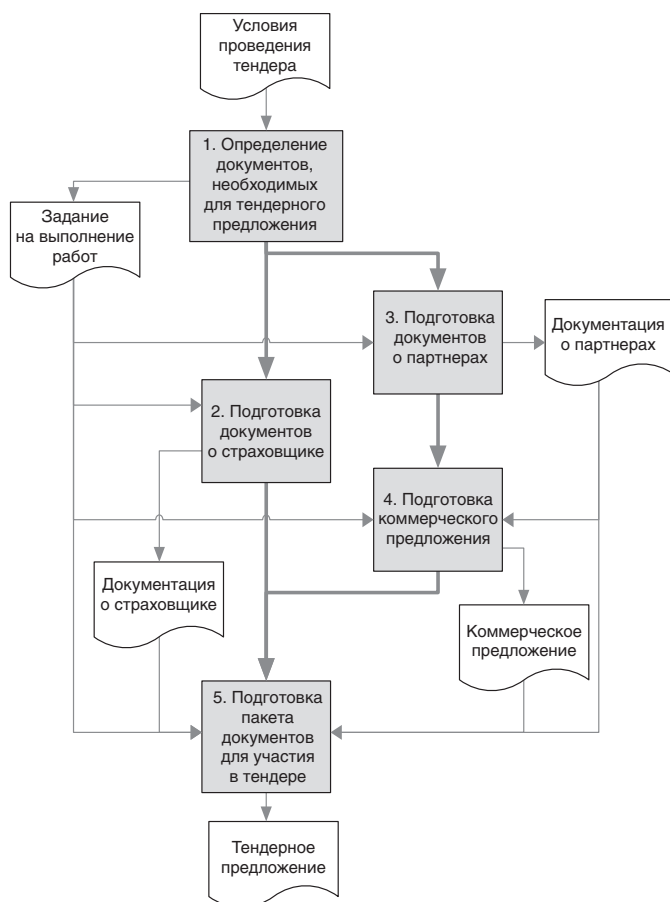 Условия
проведения
тендера
1. Определение
документов,
необходимых
для тендерного
предложения
Задание
на выполнение
работ
3. Подготовка
документов
о партнерах
Документация
о партнерах
2. Подготовка
документов
о страховщике
4. Подготовка
коммерческого
предложения
Документация
о страховщике
Коммерческое
предложение
5. Подготовка
пакета
документов
для участия
в тендере
Тендерное
предложение